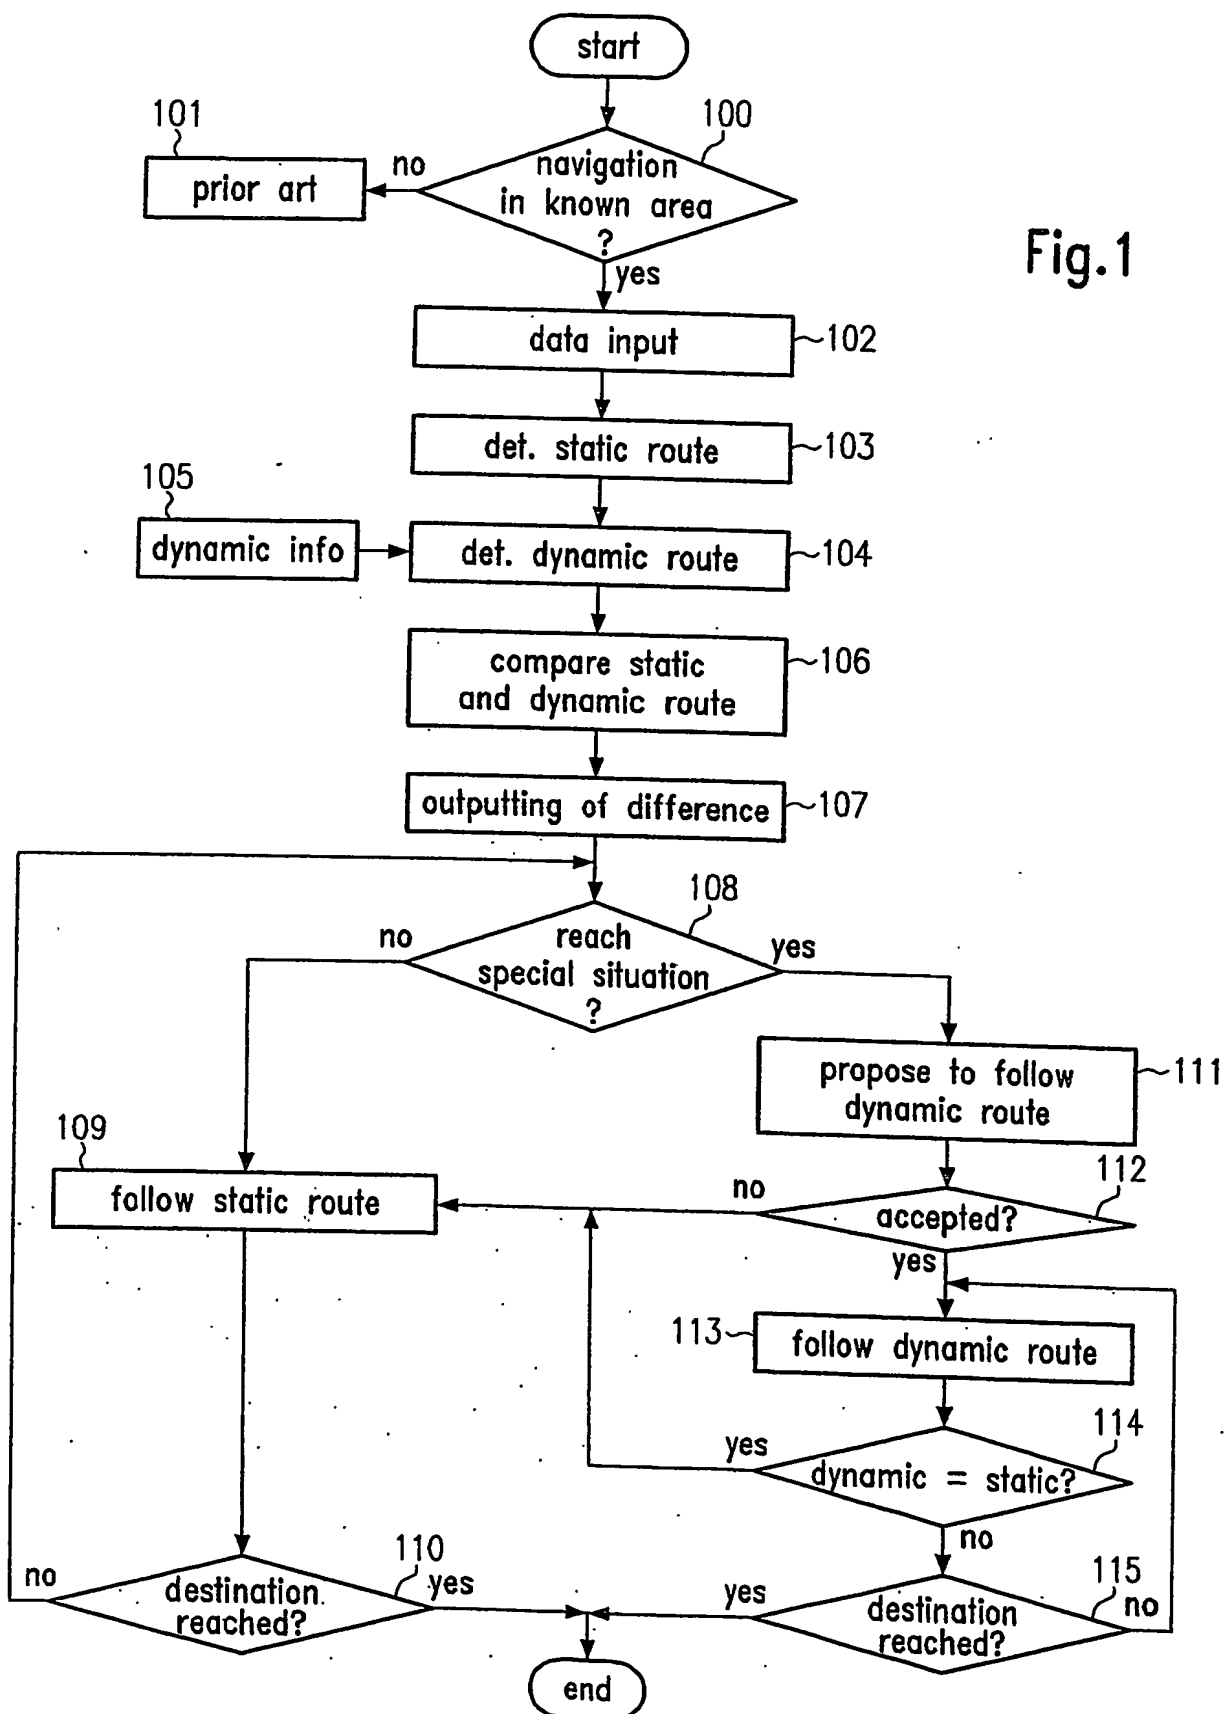 start
101
100
no
navigation
in known area
?
prior art
Fig.1
yes
data input
102
det. static route
103
105
dynamic info
det. dynamic route
104
compare static
and dynamic route
106
outputting of difference
107
108
no
reach
special situation
?
yes
propose to follow
dynamic route
111
109
follow static route
no
112
accepted?
yes
113
follow dynamic route
114
yes
dynamic = static?
no
110
no
destination
reached?
yes
115
yes
destination
reached?
no
end